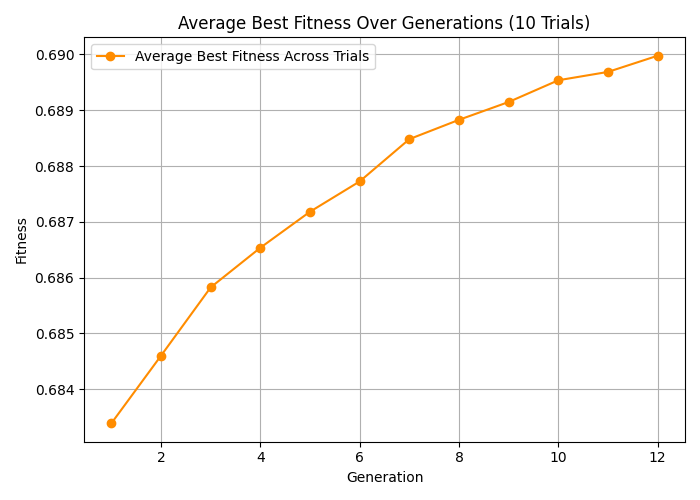 Average Best Fitness Over Generations (10 Trials)
Average Best Fitness Across Trials
Fitness
0.690
0.689
0.688
0.687
0.686
0.685
0.684
2 4 6 8 10 12
Generation